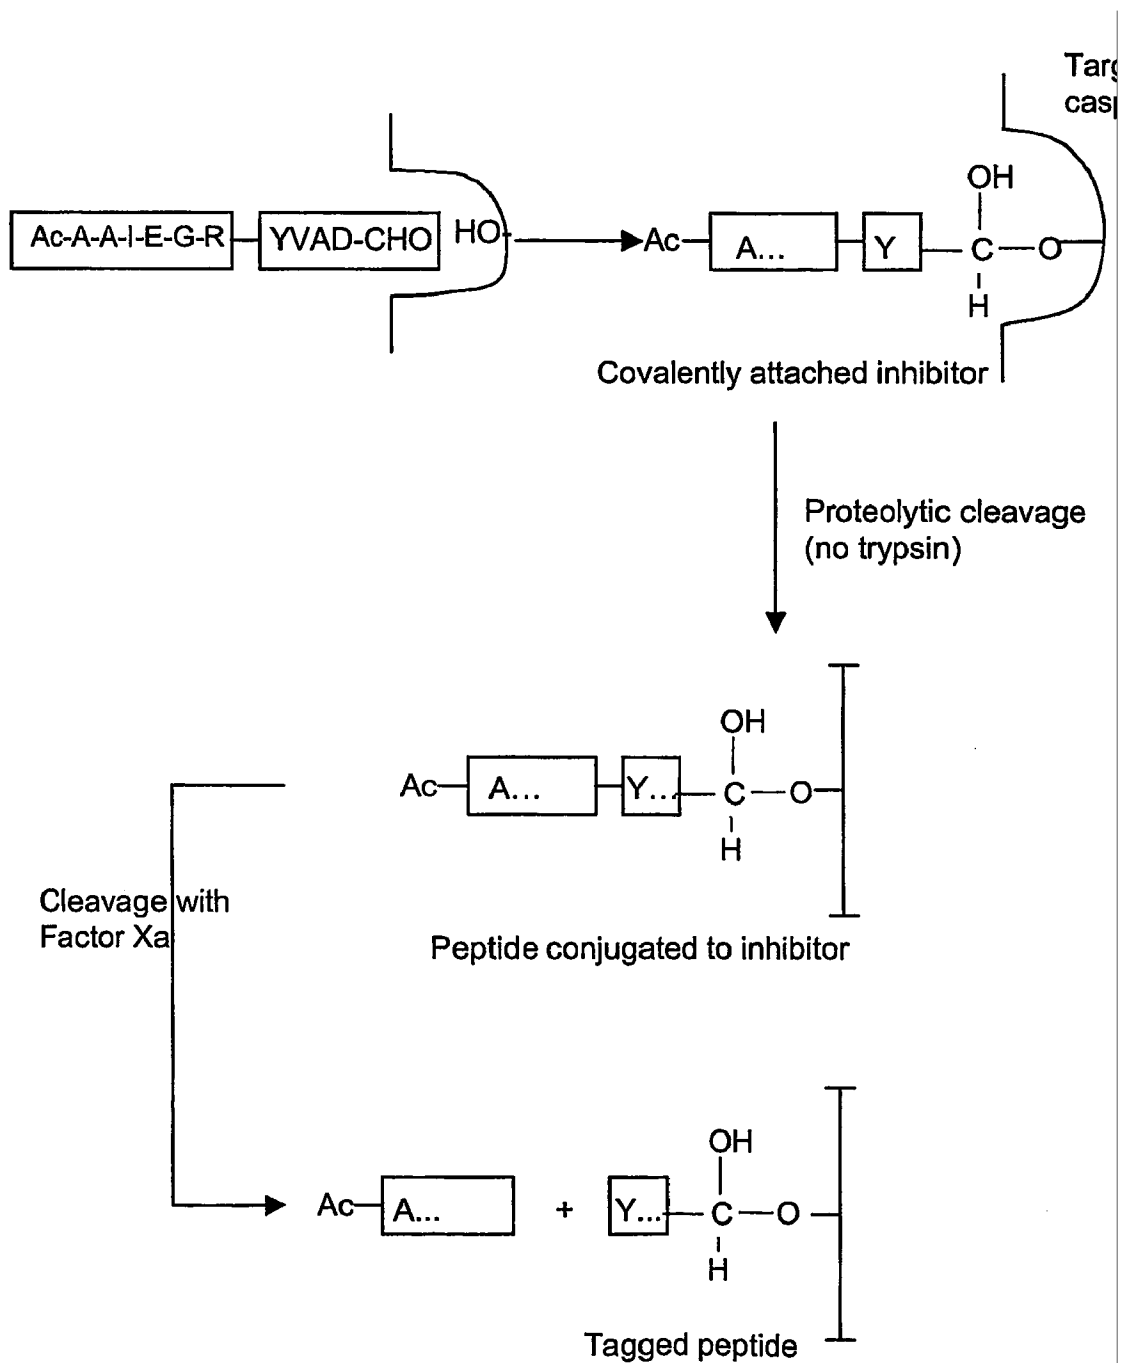 Ac-A-A-I-E-G-R
YVAD-CHO
HO
Ac
A...
Y
OH
C
O
H
Covalently attached inhibitor
Proteolytic cleavage
(no trypsin)
Ac
A...
Y...
OH
C
O
H
Cleavage with
Factor Xa
Peptide conjugated to inhibitor
Ac
A...
+
Y...
OH
C
O
H
Tagged peptide